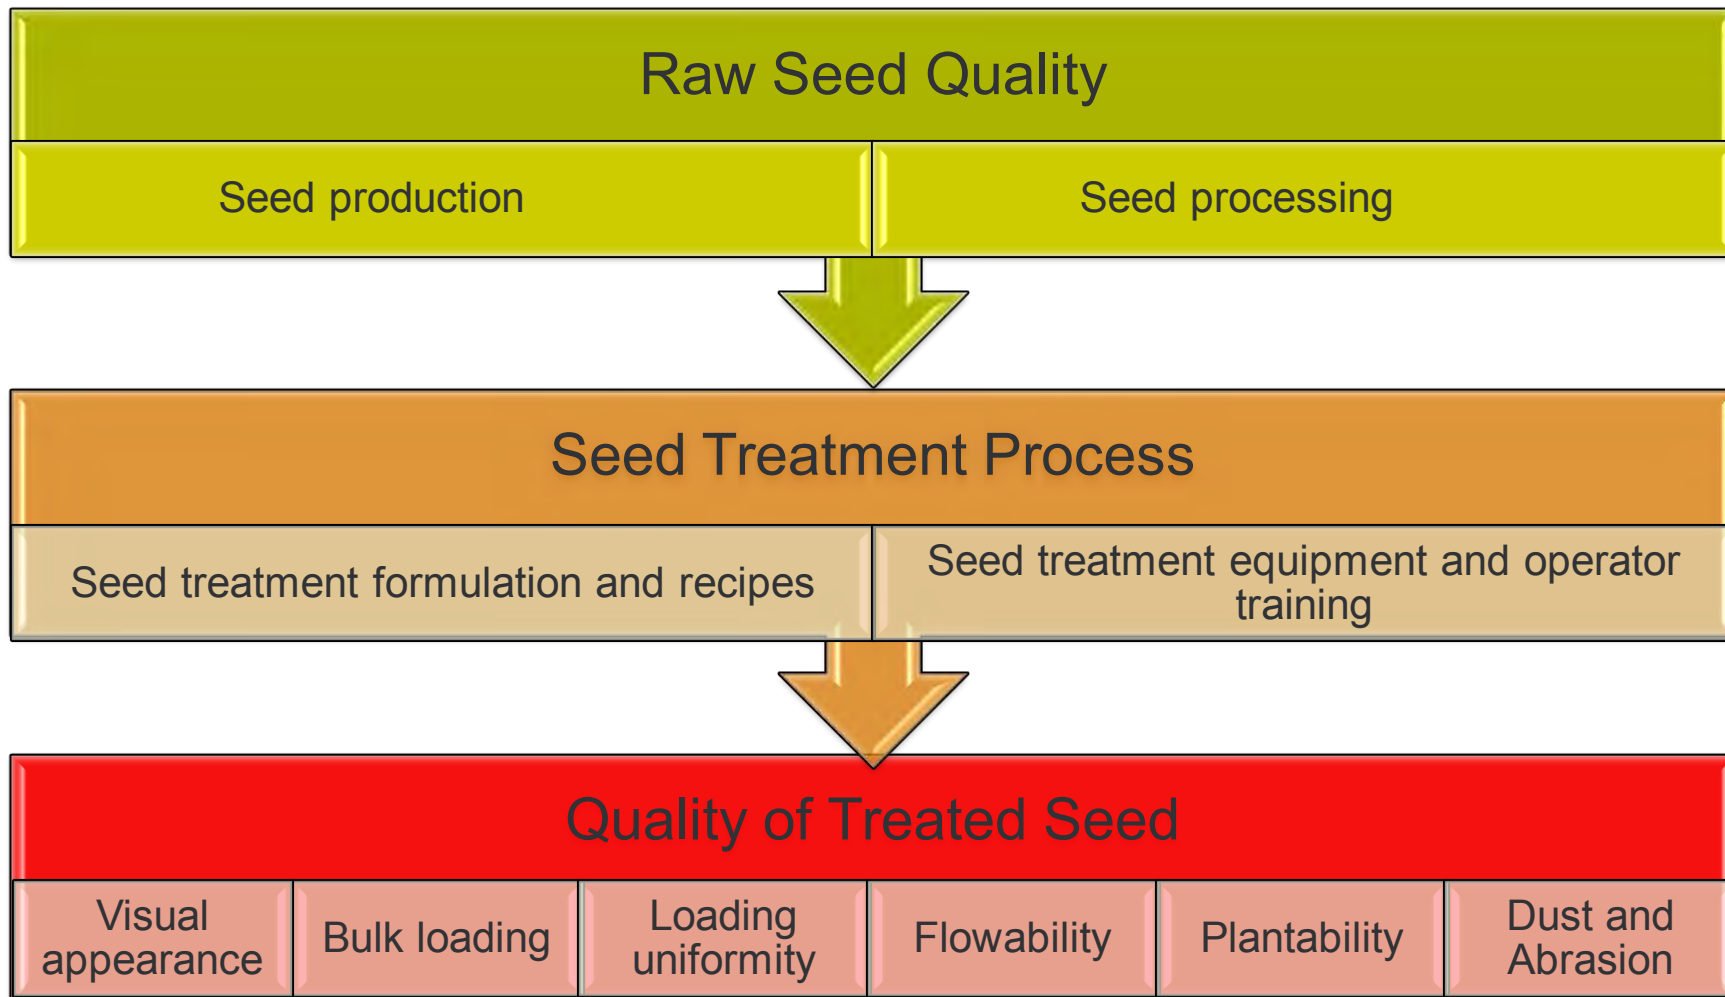 Raw Seed Quality
Seed production
Seed processing
Seed Treatment Process
Seed treatment formulation and recipes
Seed treatment equipment and operator
training
Quality of Treated Seed
Visual
appearance
Bulk loading
Loading
uniformity
Flowability
Plantability
Dust and
Abrasion